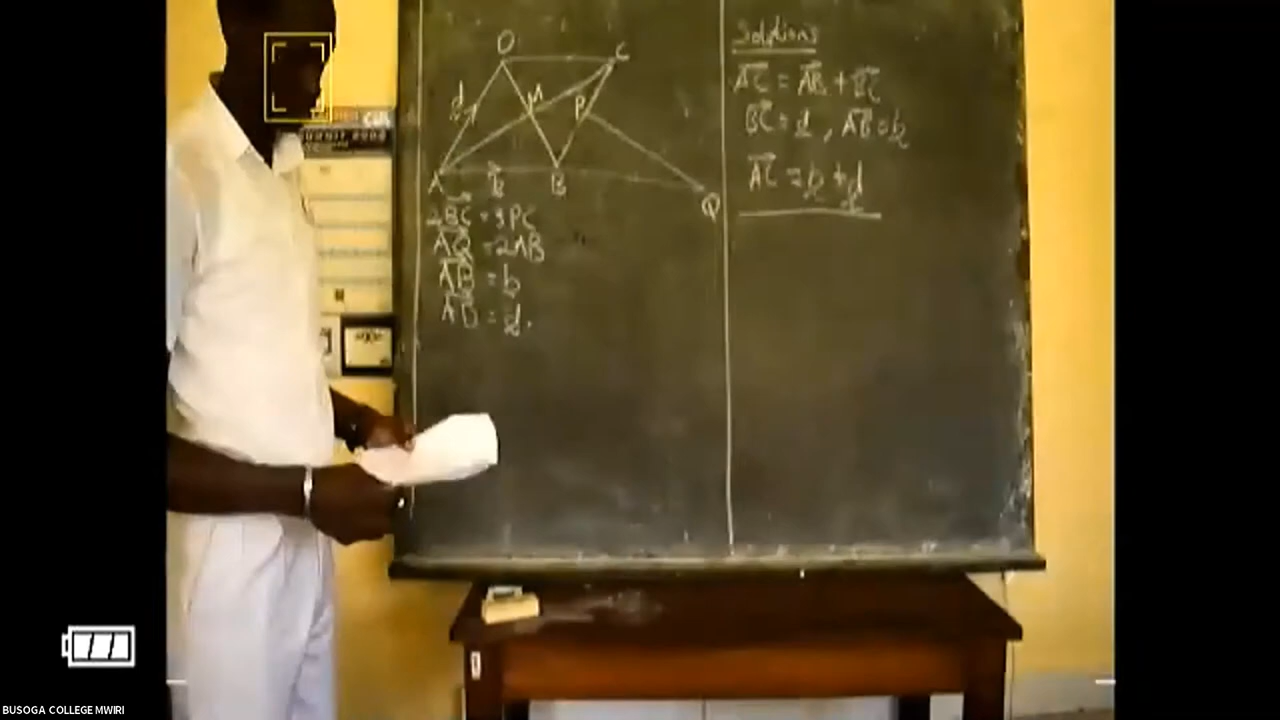 D C
d M P
A b B Q
2BC = 3PC
AQ = 2AB
AB = b
AD = d.
Solutions
AC = AB + BC
BC = d , AB = b
AC = b + d
BUSOGA COLLEGE MWIRI